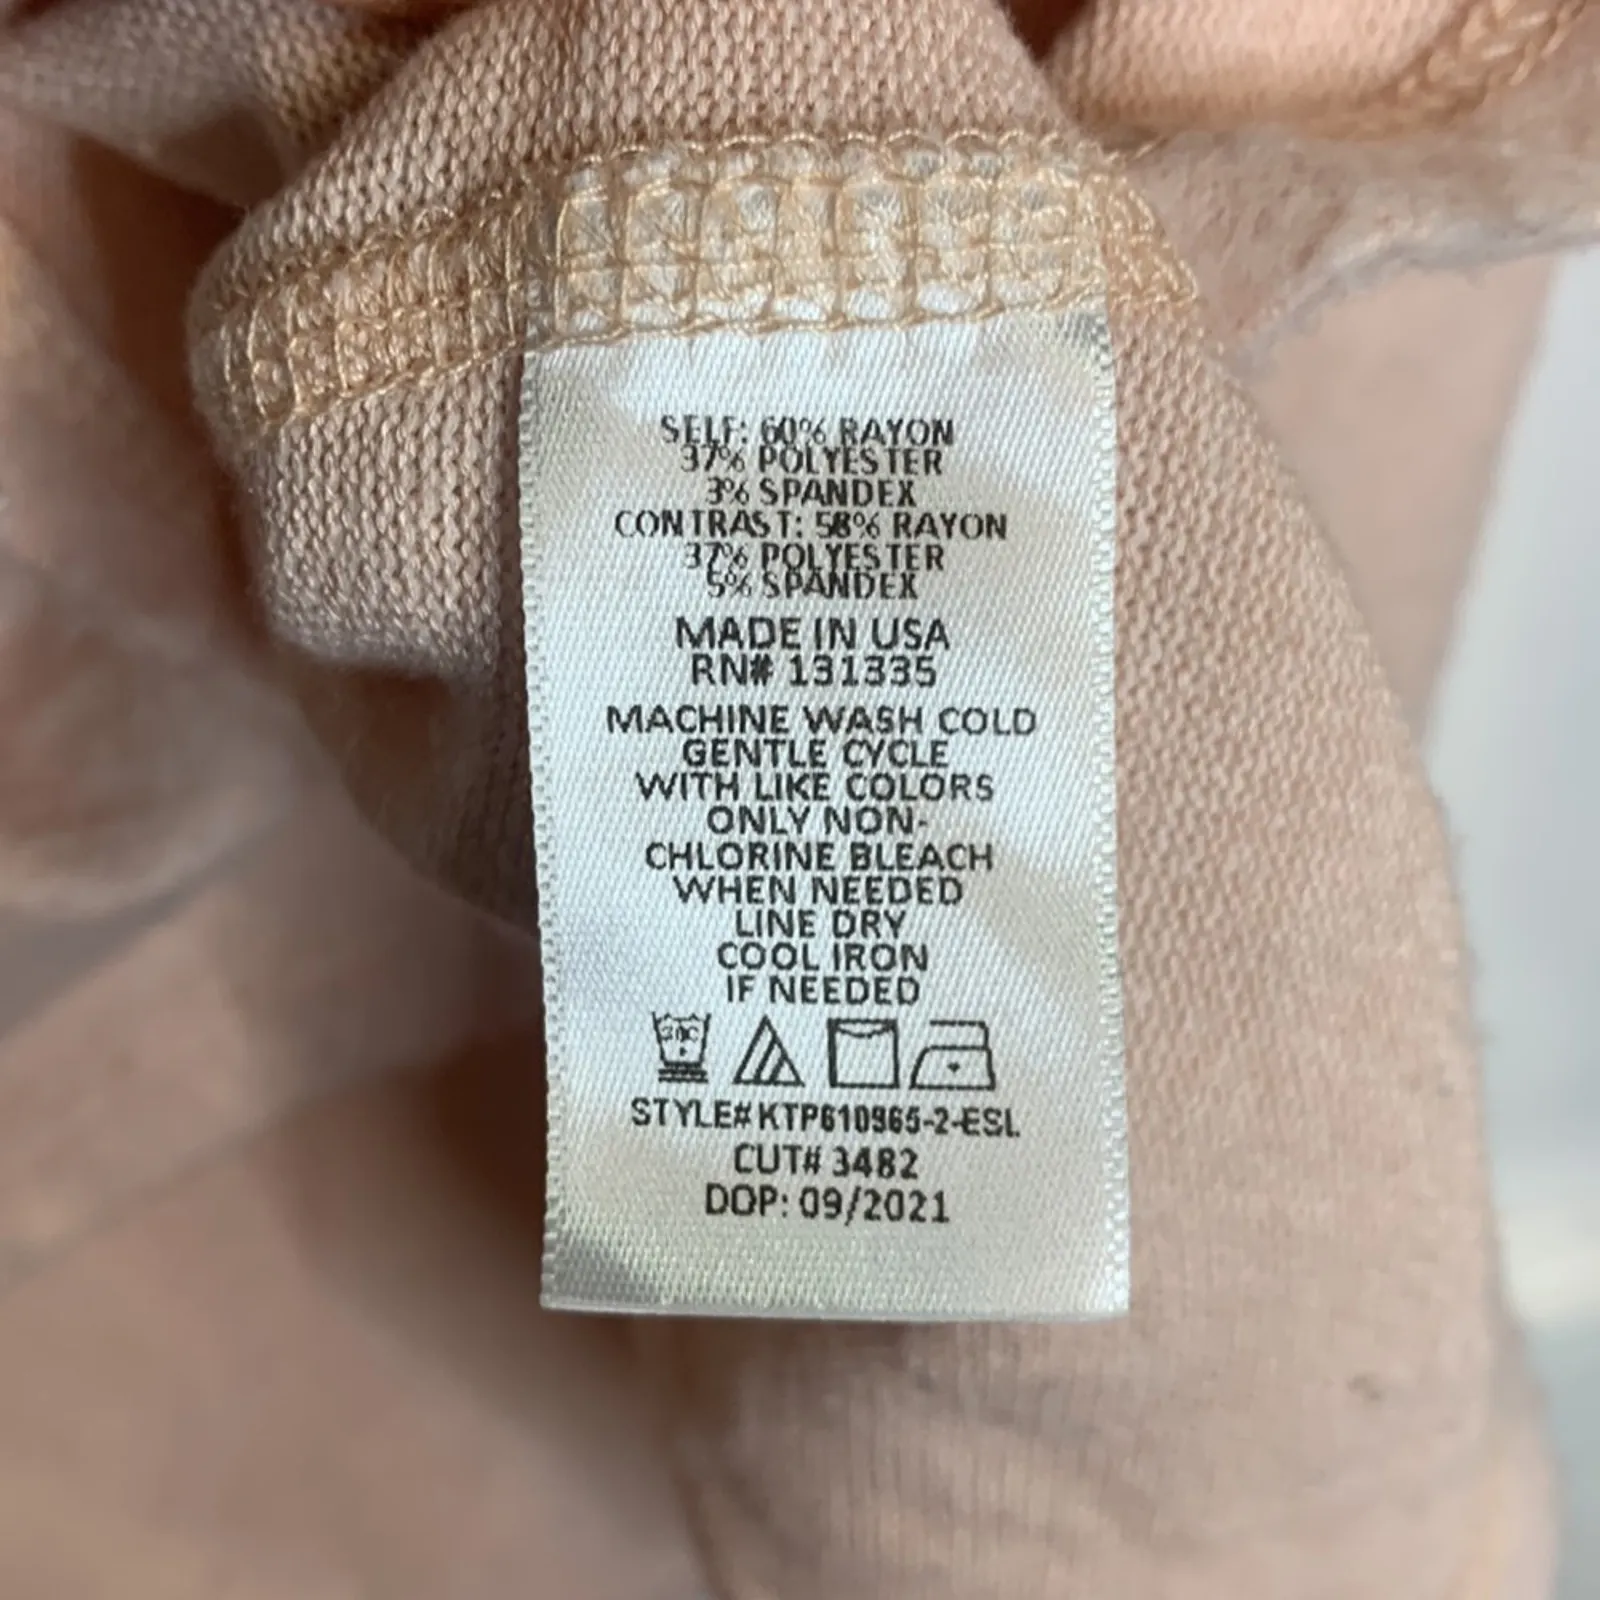 SELF: 60% RAYON
37% POLYESTER
3% SPANDEX
CONTRAST: 58% RAYON
37% POLYESTER
5% SPANDEX
MADE IN USA
RN# 131335
MACHINE WASH COLD
GENTLE CYCLE
WITH LIKE COLORS
ONLY NON-
CHLORINE BLEACH
WHEN NEEDED
LINE DRY
COOL IRON
IF NEEDED
STYLE# KTP610965-2-ESL
CUT# 3482
DOP: 09/2021